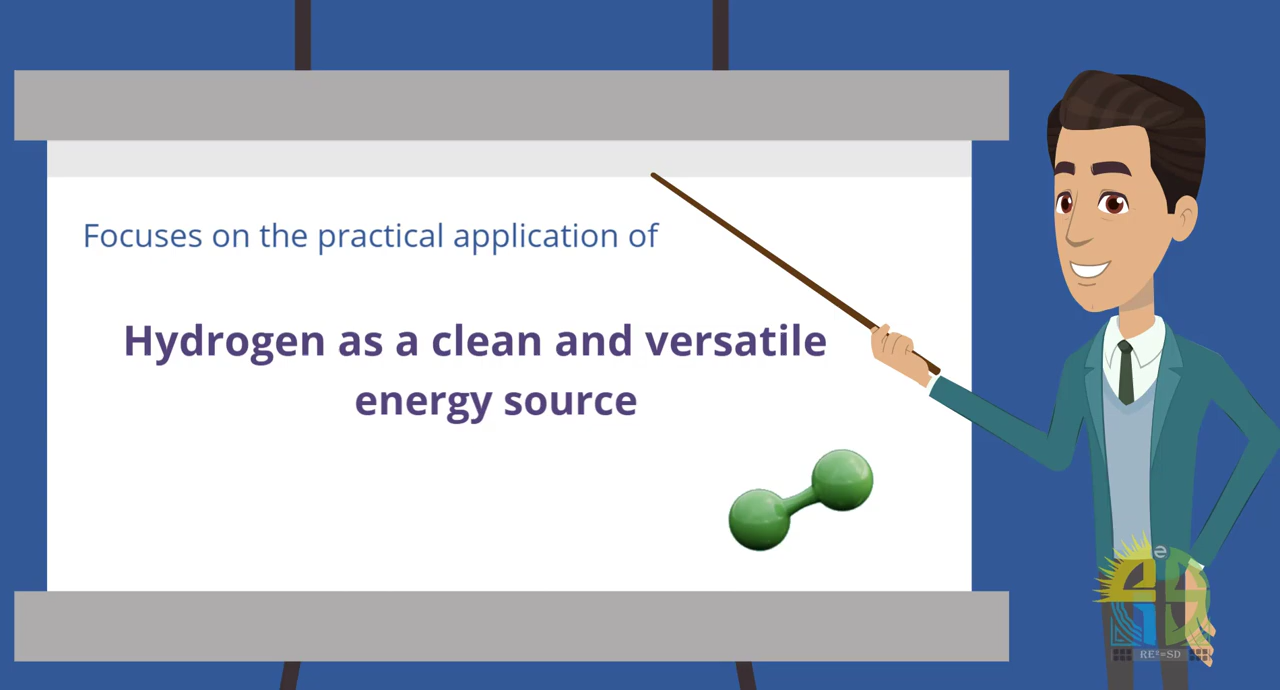 Focuses on the practical application of
Hydrogen as a clean and versatile
energy source